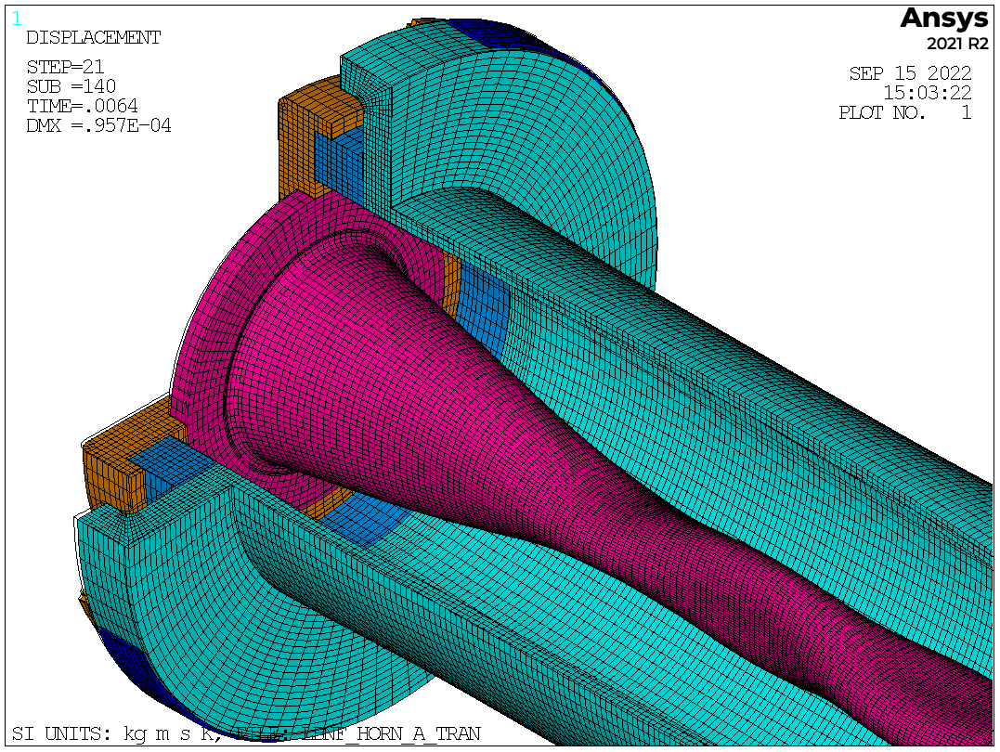 1
DISPLACEMENT
STEP=21
SUB =140
TIME=.0064
DMX =.957E-04
Ansys
2021 R2
SEP 15 2022
15:03:22
PLOT NO. 1
SI UNITS: kg m s K, LBNF_HORN_A_TRAN